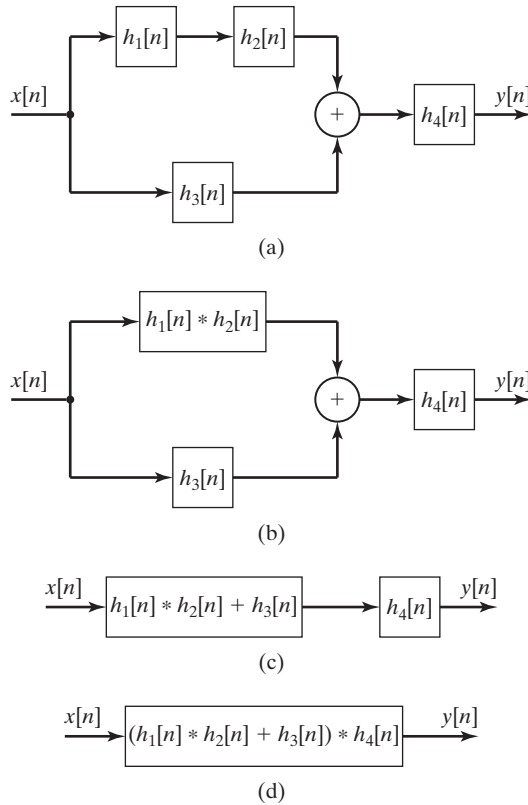 h₁[n] h₂[n]
x[n] y[n]
+ h₄[n]
h₃[n]
(a)
h₁[n] * h₂[n]
x[n] y[n]
+ h₄[n]
h₃[n]
(b)
x[n] y[n]
h₁[n] * h₂[n] + h₃[n] h₄[n]
(c)
x[n] y[n]
(h₁[n] * h₂[n] + h₃[n]) * h₄[n]
(d)